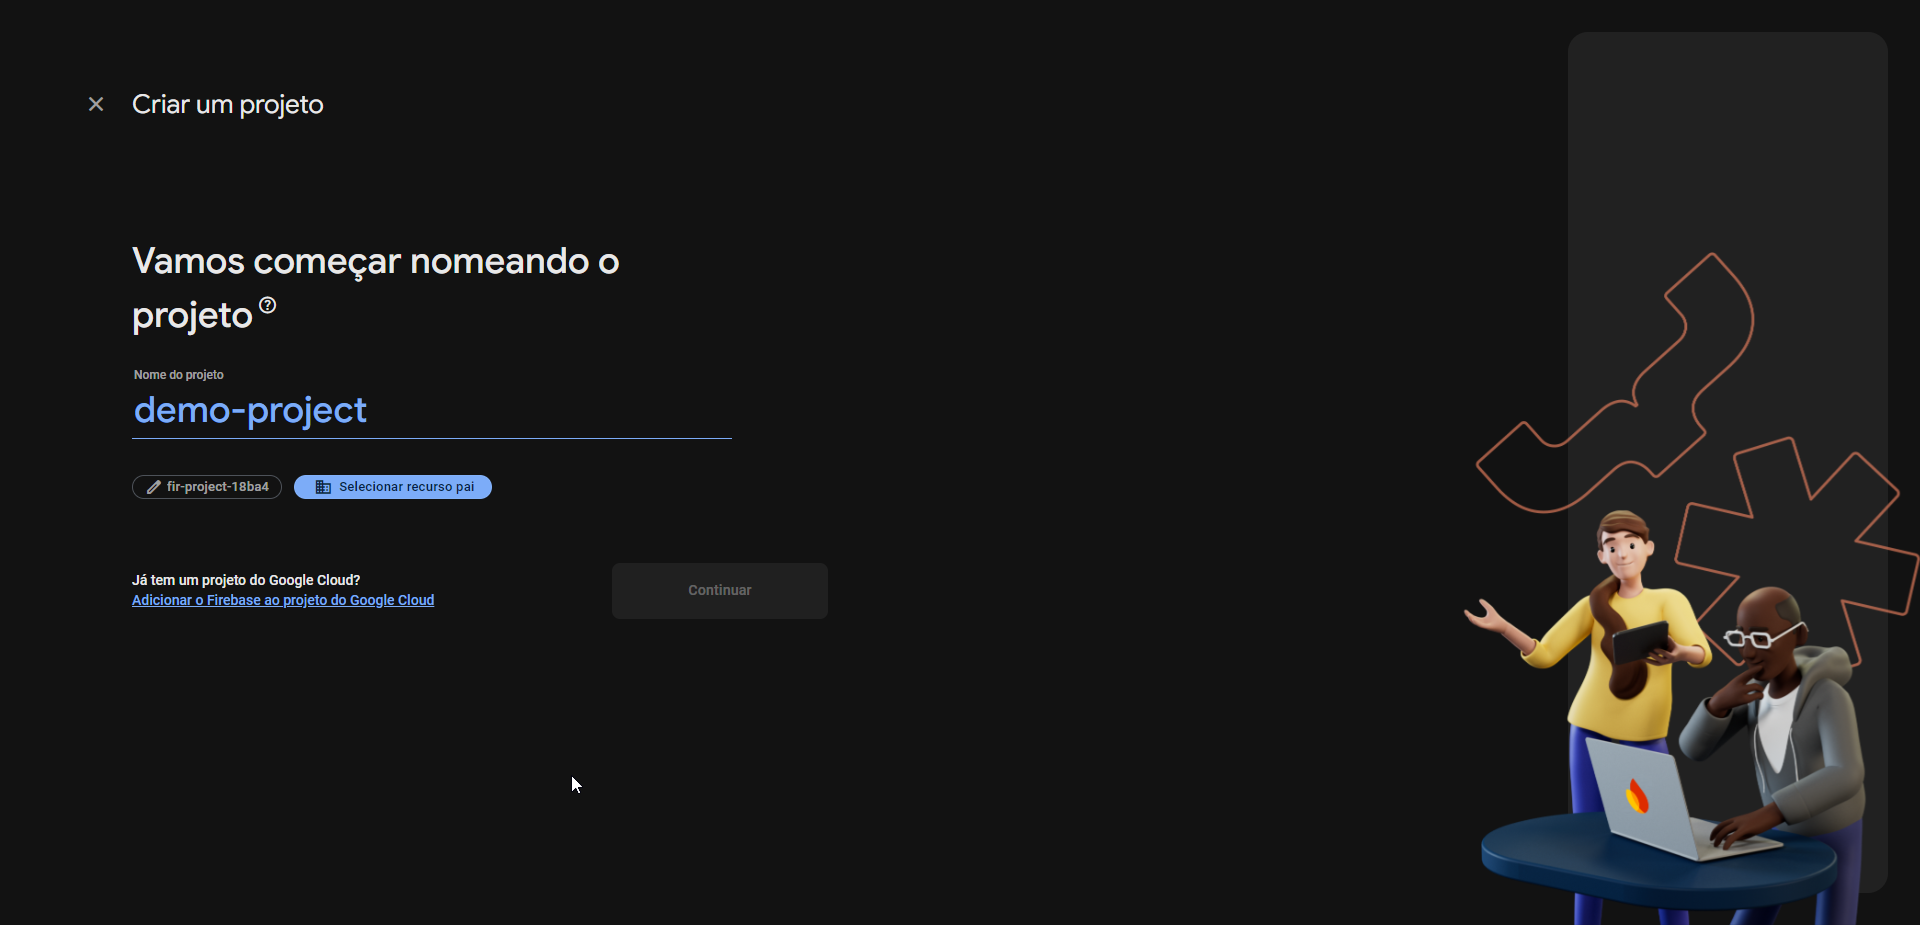 Criar um projeto
Vamos começar nomeando o
projeto
Nome do projeto
demo-project
fir-project-18ba4
Selecionar recurso pai
Já tem um projeto do Google Cloud?
Adicionar o Firebase ao projeto do Google Cloud
Continuar